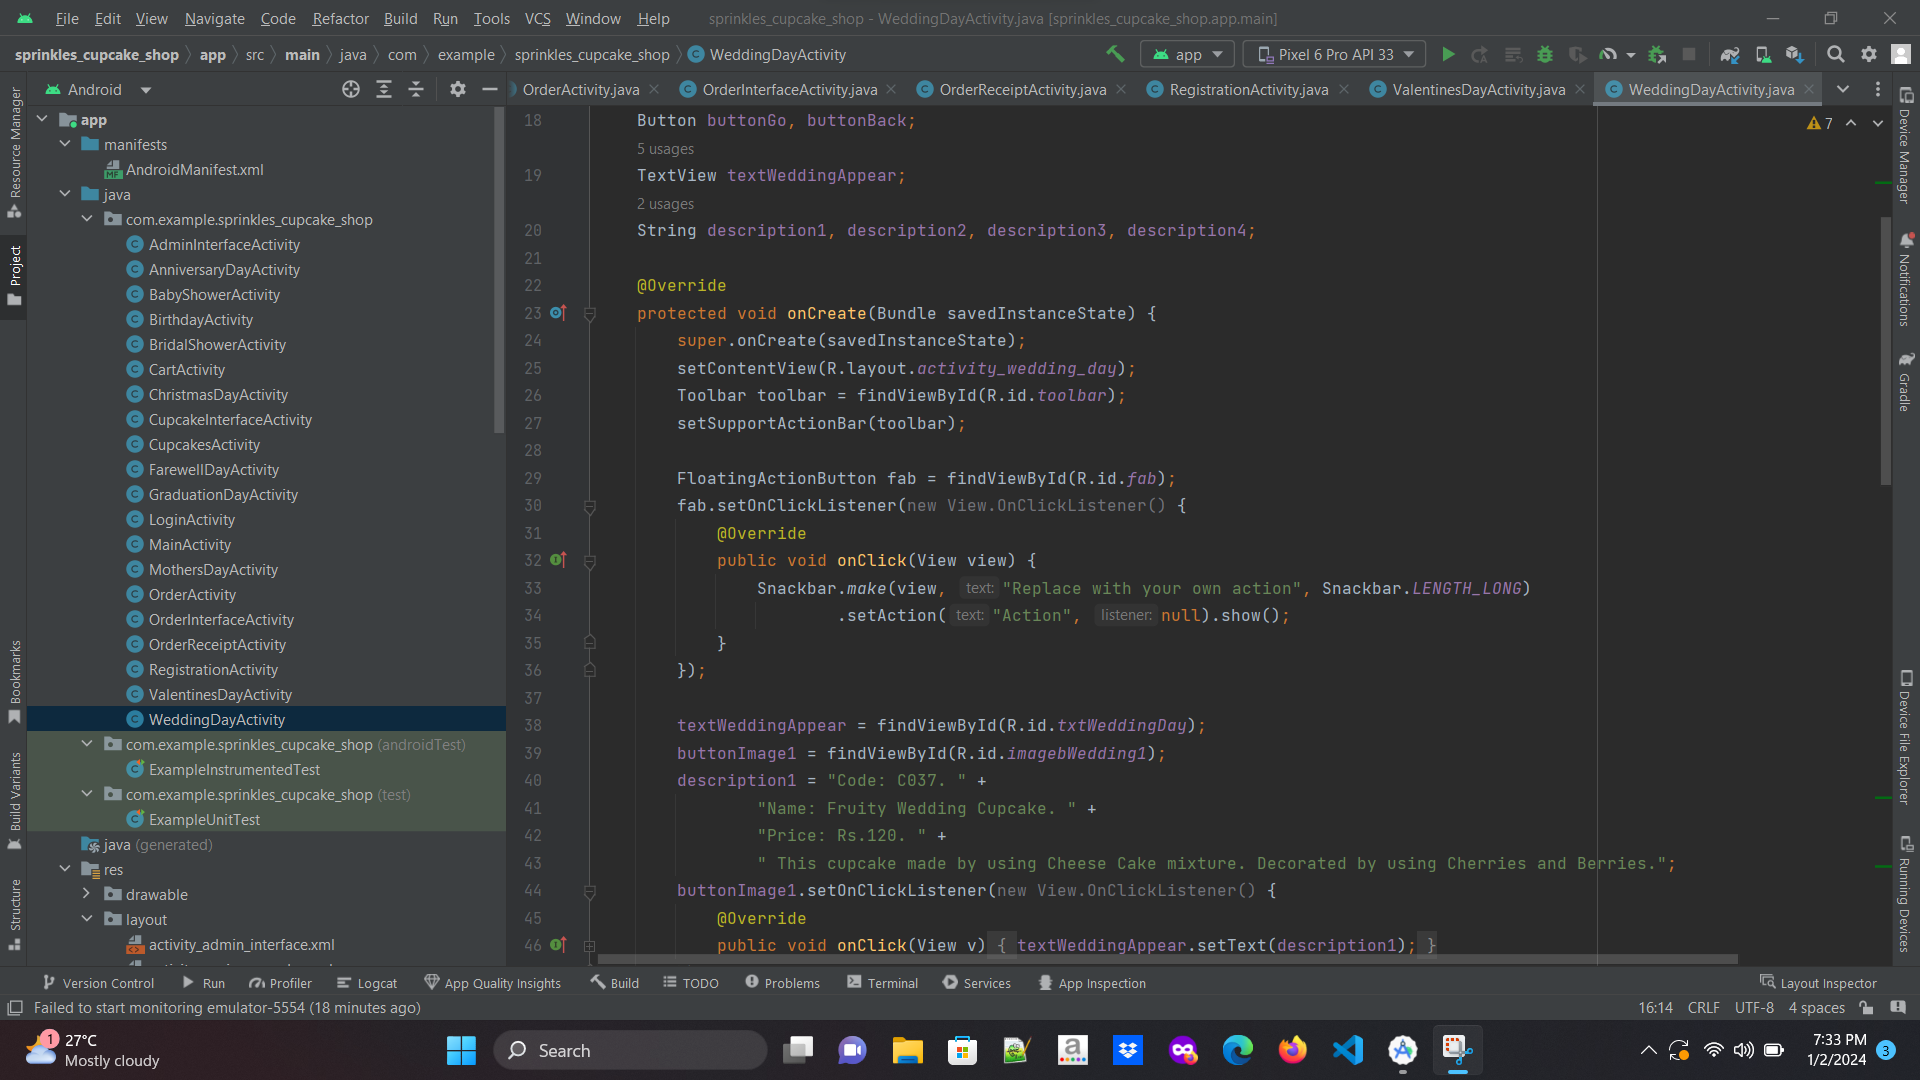 File Edit View Navigate Code Refactor Build Run Tools VCS Window Help sprinkles_cupcake_shop - WeddingDayActivity.java [sprinkles_cupcake_shop.app.main]
sprinkles_cupcake_shop app src main java com example sprinkles_cupcake_shop WeddingDayActivity app Pixel 6 Pro API 33
Android OrderActivity.java OrderInterfaceActivity.java OrderReceiptActivity.java RegistrationActivity.java ValentinesDayActivity.java WeddingDayActivity.java
Resource Manager
Project
Bookmarks
Build Variants
Structure
app
manifests
AndroidManifest.xml
java
com.example.sprinkles_cupcake_shop
AdminInterfaceActivity
AnniversaryDayActivity
BabyShowerActivity
BirthdayActivity
BridalShowerActivity
CartActivity
ChristmasDayActivity
CupcakeInterfaceActivity
CupcakesActivity
FarewellDayActivity
GraduationDayActivity
LoginActivity
MainActivity
MothersDayActivity
OrderActivity
OrderInterfaceActivity
OrderReceiptActivity
RegistrationActivity
ValentinesDayActivity
WeddingDayActivity
com.example.sprinkles_cupcake_shop (androidTest)
ExampleInstrumentedTest
com.example.sprinkles_cupcake_shop (test)
ExampleUnitTest
java (generated)
res
drawable
layout
activity_admin_interface.xml
18 Button buttonGo, buttonBack; 7
5 usages
19 TextView textWeddingAppear;
2 usages
20 String description1, description2, description3, description4;
21
22 @Override
23 protected void onCreate(Bundle savedInstanceState) {
24 super.onCreate(savedInstanceState);
25 setContentView(R.layout.activity_wedding_day);
26 Toolbar toolbar = findViewById(R.id.toolbar);
27 setSupportActionBar(toolbar);
28
29 FloatingActionButton fab = findViewById(R.id.fab);
30 fab.setOnClickListener(new View.OnClickListener() {
31 @Override
32 public void onClick(View view) {
33 Snackbar.make(view, text: "Replace with your own action", Snackbar.LENGTH_LONG)
34 .setAction( text: "Action", listener: null).show();
35 }
36 });
37
38 textWeddingAppear = findViewById(R.id.txtWeddingDay);
39 buttonImage1 = findViewById(R.id.imagebWedding1);
40 description1 = "Code: C037. " +
41 "Name: Fruity Wedding Cupcake. " +
42 "Price: Rs.120. " +
43 " This cupcake made by using Cheese Cake mixture. Decorated by using Cherries and Berries.";
44 buttonImage1.setOnClickListener(new View.OnClickListener() {
45 @Override
46 public void onClick(View v) { textWeddingAppear.setText(description1); }
Device Manager
Notifications
Gradle
Device File Explorer
Running Devices
Version Control Run Profiler Logcat App Quality Insights Build TODO Problems Terminal Services App Inspection Layout Inspector
Failed to start monitoring emulator-5554 (18 minutes ago) 16:14 CRLF UTF-8 4 spaces
1 27°C
Mostly cloudy
Search
7:33 PM
1/2/2024 3